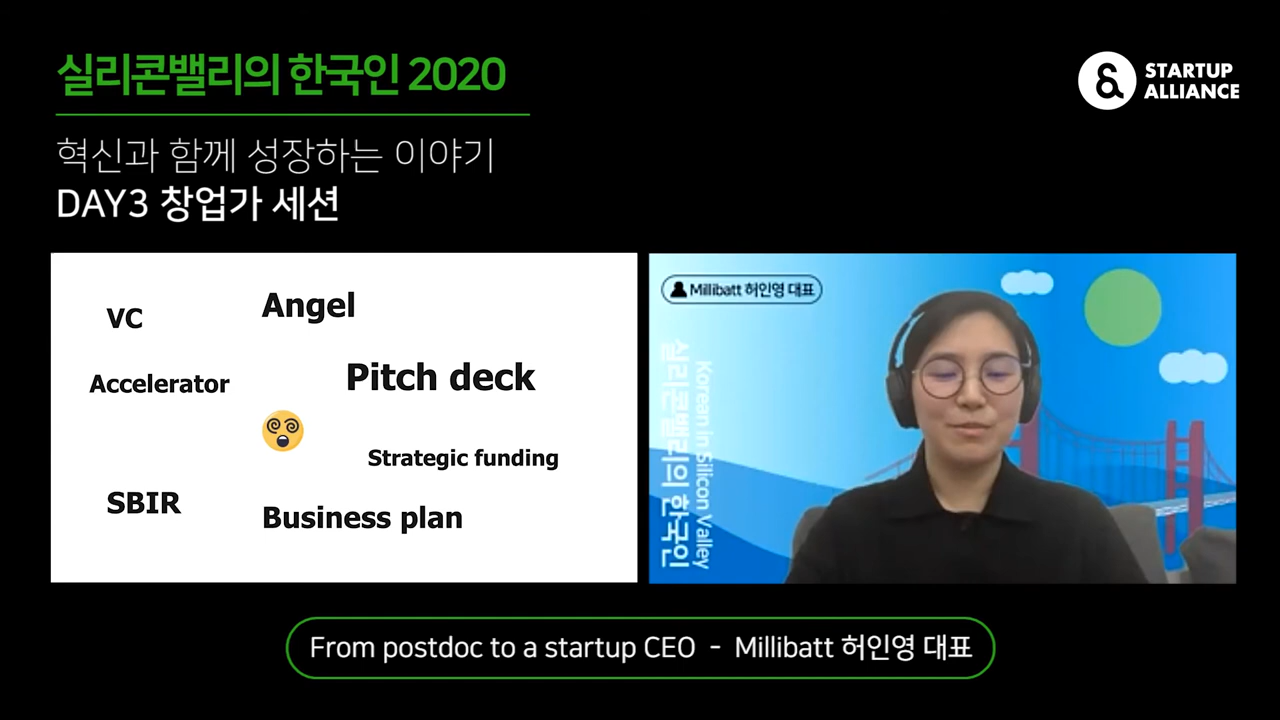 실리콘밸리의 한국인 2020
STARTUP
ALLIANCE
혁신과 함께 성장하는 이야기
DAY3 창업가 세션
VC
Angel
Accelerator
Pitch deck
Strategic funding
SBIR
Business plan
Millibatt 허인영 대표
Korean in Silicon Valley
실리콘밸리의 한국인
From postdoc to a startup CEO - Millibatt 허인영 대표